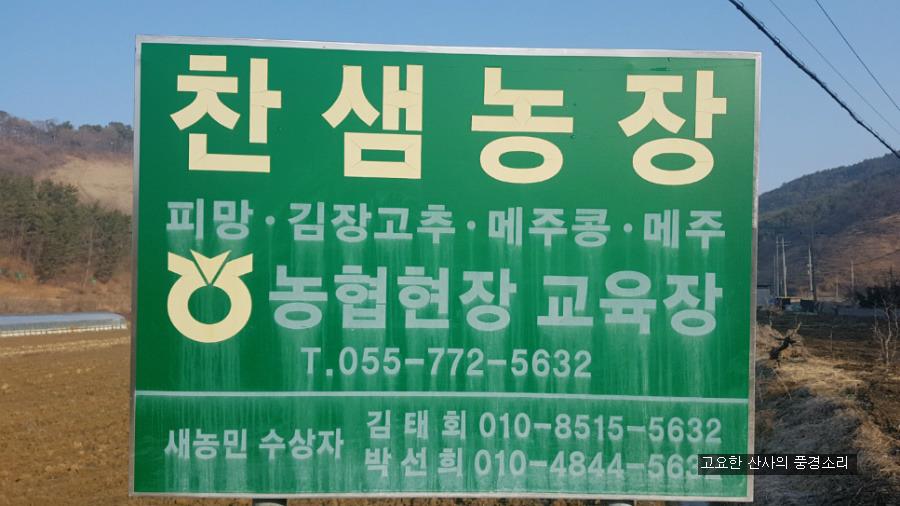 찬샘농장
피망·김장고추·메주콩·메주
농협현장 교육장
T.055-772-5632
새농민 수상자
김태회 010-8515-5632
박선희 010-4844-563
고요한 산사의 풍경소리